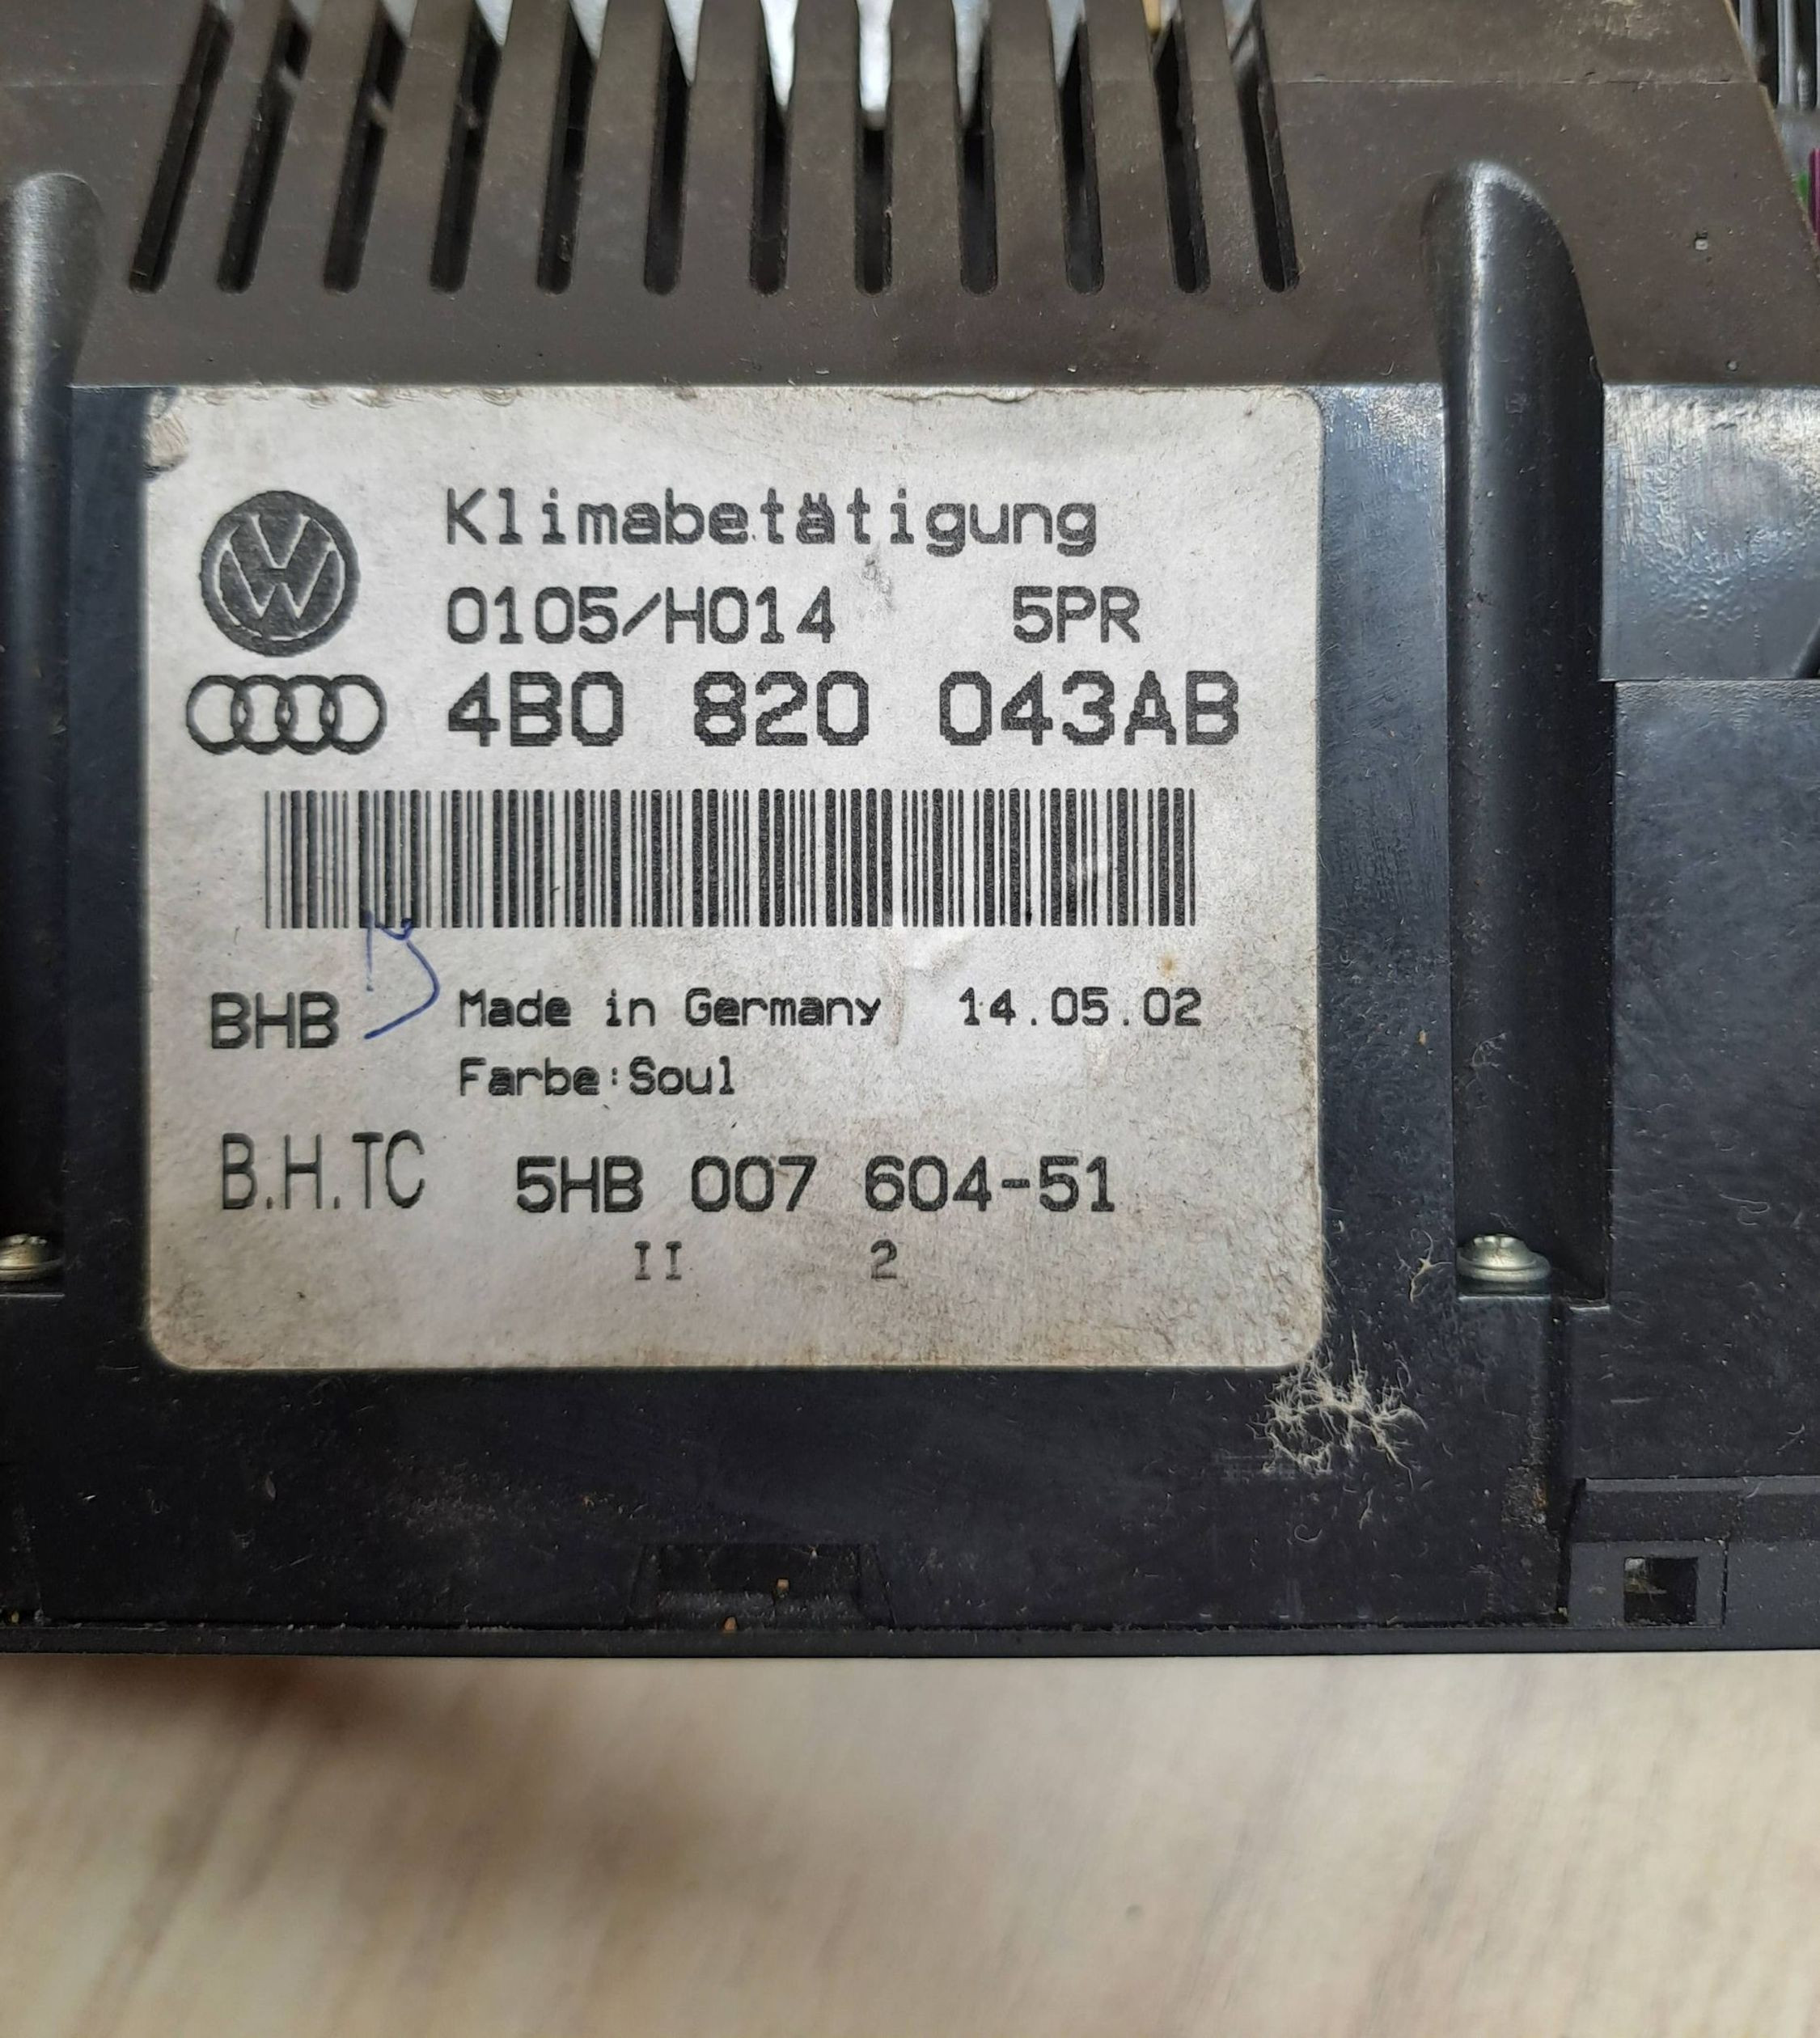 Klimabetätigung
0105/H014 5PR
4B0 820 043AB
BHB Made in Germany 14.05.02
Farbe:Soul
B.H.TC 5HB 007 604-51
II 2